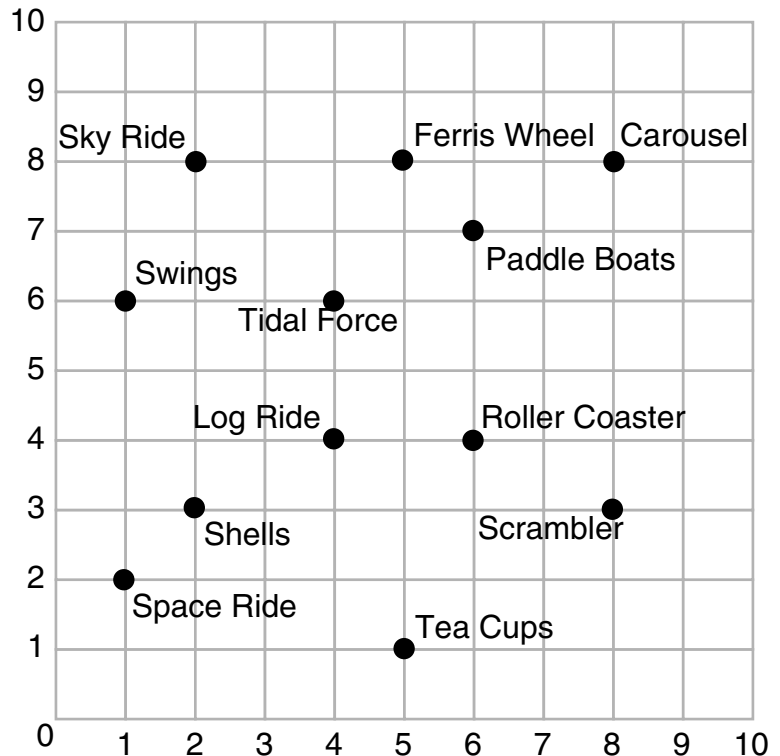 10
9
Sky Ride
Ferris Wheel
Carousel
8
7
Paddle Boats
Swings
6
Tidal Force
5
Log Ride
Roller Coaster
4
3
Scrambler
Shells
2
Space Ride
Tea Cups
1
0
1 2 3 4 5 6 7 8 9 10